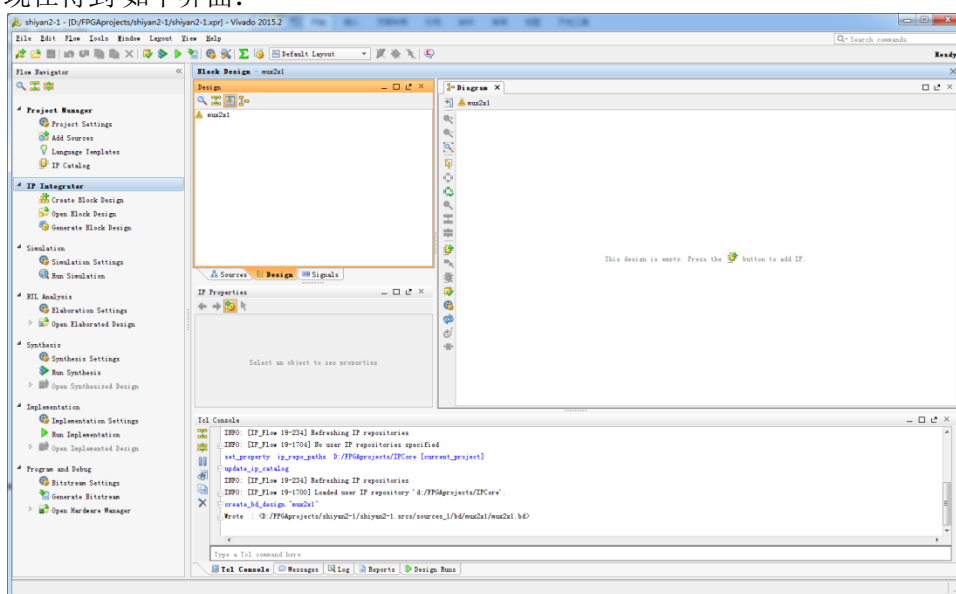 现在得到如下界面：
shiyan2-1 - [D:/FPGAprojects/shiyan2-1/shiyan2-1.xpr] - Vivado 2015.2
File Edit Flow Tools Window Layout View Help
Search commands
Default Layout
Ready
Flow Navigator
Block Design - mux2x1
Design
Diagram
mux2x1
mux2x1
Project Manager
Project Settings
Add Sources
Language Templates
IP Catalog
IP Integrator
Create Block Design
Open Block Design
Generate Block Design
Simulation
Simulation Settings
Run Simulation
This design is empty. Press the button to add IP.
Sources Design Signals
IP Properties
Select an object to see properties
RTL Analysis
Elaboration Settings
Open Elaborated Design
Synthesis
Synthesis Settings
Run Synthesis
Open Synthesized Design
Implementation
Implementation Settings
Run Implementation
Open Implemented Design
Program and Debug
Bitstream Settings
Generate Bitstream
Open Hardware Manager
Tcl Console
INFO: [IP_Flow 19-234] Refreshing IP repositories
INFO: [IP_Flow 19-1704] No user IP repositories specified
set_property ip_repo_paths D:/FPGAprojects/IPCore [current_project]
update_ip_catalog
INFO: [IP_Flow 19-234] Refreshing IP repositories
INFO: [IP_Flow 19-1700] Loaded user IP repository 'd:/FPGAprojects/IPCore'.
create_bd_design "mux2x1"
Wrote : <D:/FPGAprojects/shiyan2-1/shiyan2-1.srcs/sources_1/bd/mux2x1/mux2x1.bd>
Type a Tcl command here
Tcl Console Messages Log Reports Design Runs